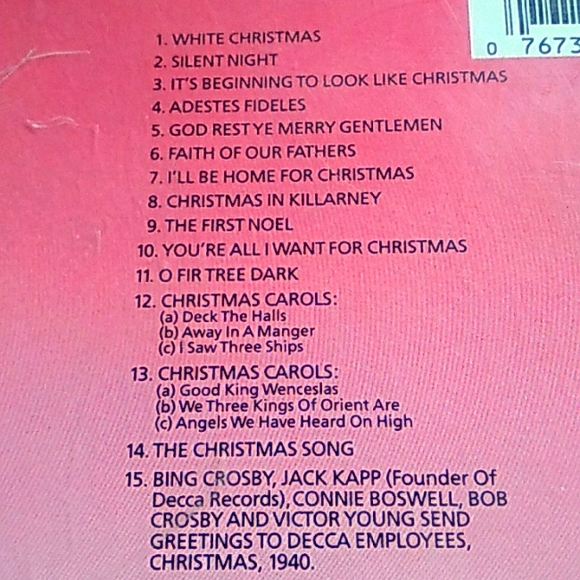 0 7673
1. WHITE CHRISTMAS
2. SILENT NIGHT
3. IT'S BEGINNING TO LOOK LIKE CHRISTMAS
4. ADESTES FIDELES
5. GOD REST YE MERRY GENTLEMEN
6. FAITH OF OUR FATHERS
7. I'LL BE HOME FOR CHRISTMAS
8. CHRISTMAS IN KILLARNEY
9. THE FIRST NOEL
10. YOU'RE ALL I WANT FOR CHRISTMAS
11. O FIR TREE DARK
12. CHRISTMAS CAROLS:
(a) Deck The Halls
(b) Away In A Manger
(c) I Saw Three Ships
13. CHRISTMAS CAROLS:
(a) Good King Wenceslas
(b) We Three Kings Of Orient Are
(c) Angels We Have Heard On High
14. THE CHRISTMAS SONG
15. BING CROSBY, JACK KAPP (Founder Of
Decca Records), CONNIE BOSWELL, BOB
CROSBY AND VICTOR YOUNG SEND
GREETINGS TO DECCA EMPLOYEES,
CHRISTMAS, 1940.